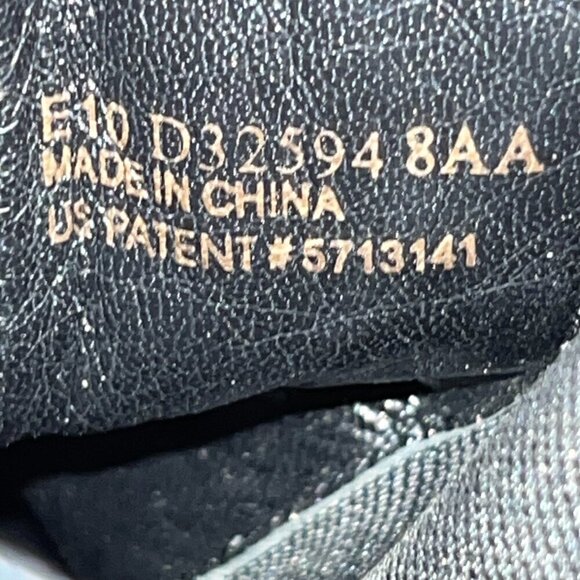 E10 D32594 8AA
MADE IN CHINA
US PATENT #5713141